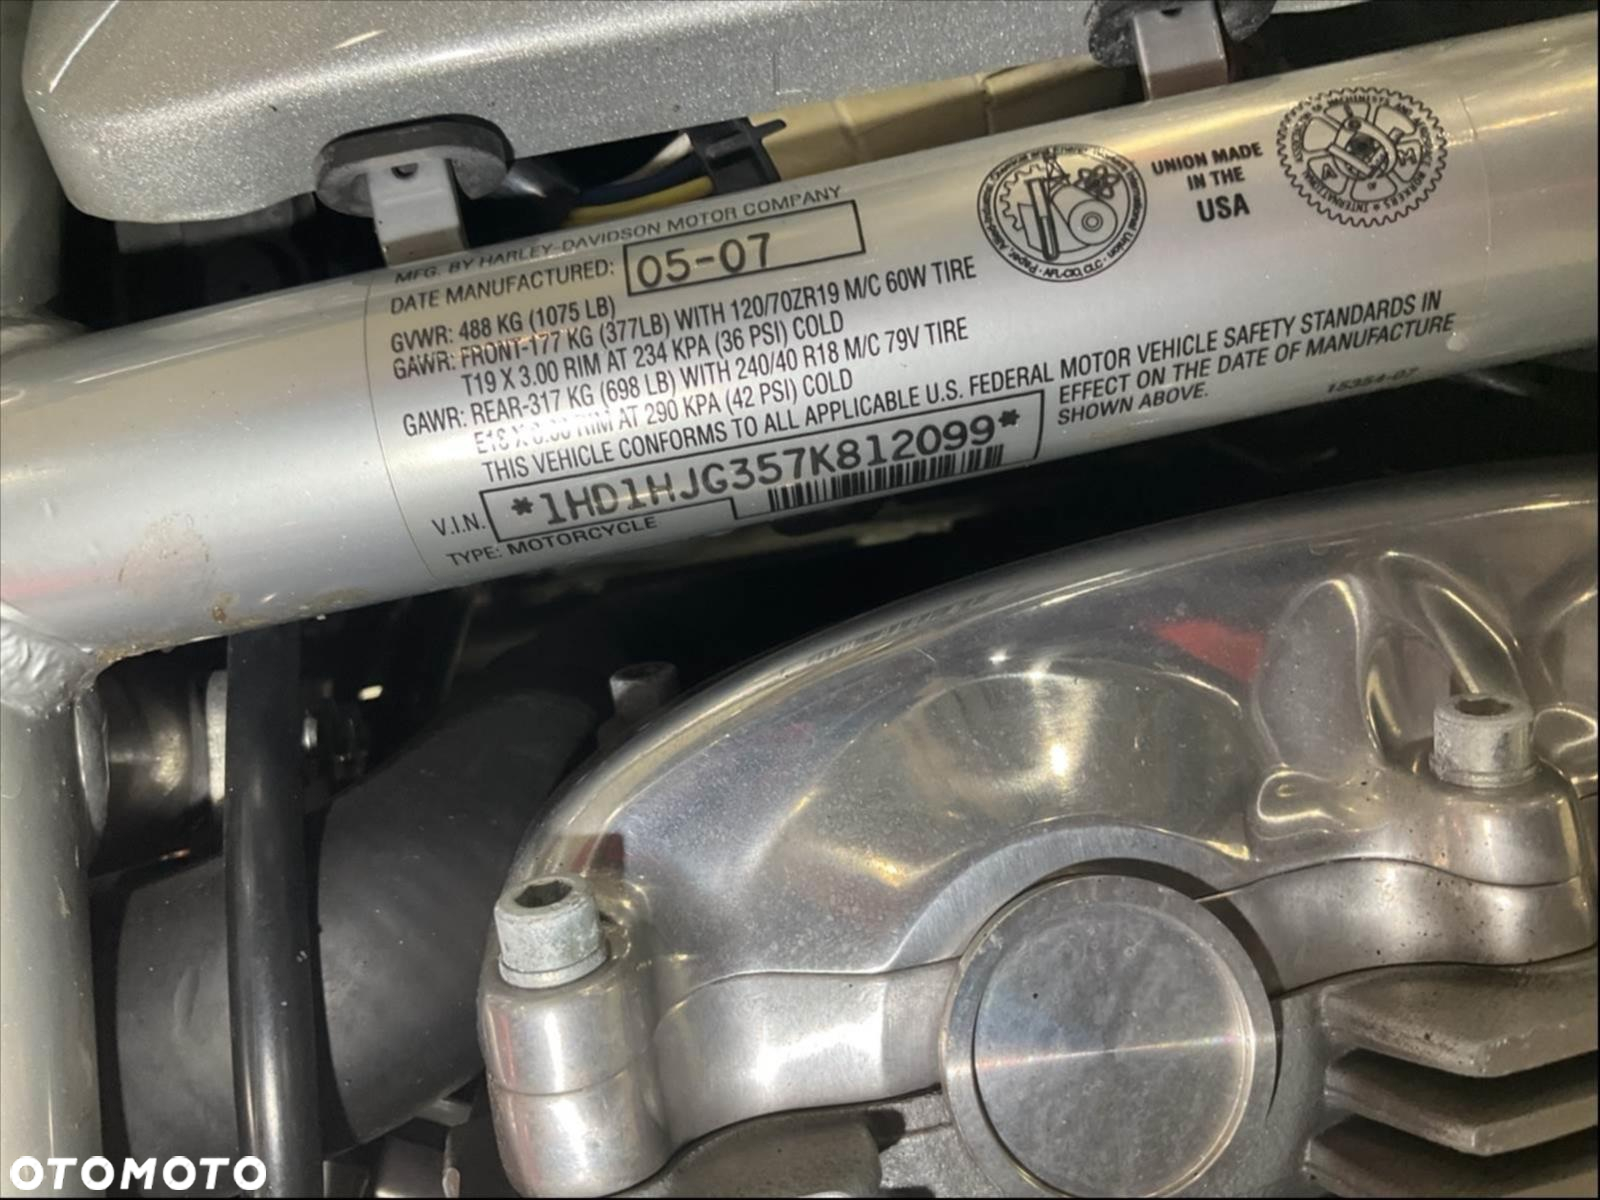 MFG. BY HARLEY-DAVIDSON MOTOR COMPANY
DATE MANUFACTURED: 05-07
GVWR: 488 KG (1075 LB)
GAWR: FRONT-177 KG (377LB) WITH 120/70ZR19 M/C 60W TIRE
T19 X 3.00 RIM AT 234 KPA (36 PSI) COLD
GAWR: REAR-317 KG (698 LB) WITH 240/40 R18 M/C 79V TIRE
RIM AT 290 KPA (42 PSI) COLD
THIS VEHICLE CONFORMS TO ALL APPLICABLE U.S. FEDERAL MOTOR VEHICLE SAFETY STANDARDS IN
EFFECT ON THE DATE OF MANUFACTURE
SHOWN ABOVE.
15354-07
V.I.N. *1HD1HJG357K812099*
TYPE: MOTORCYCLE
UNION MADE
IN THE
USA
OTOMOTO